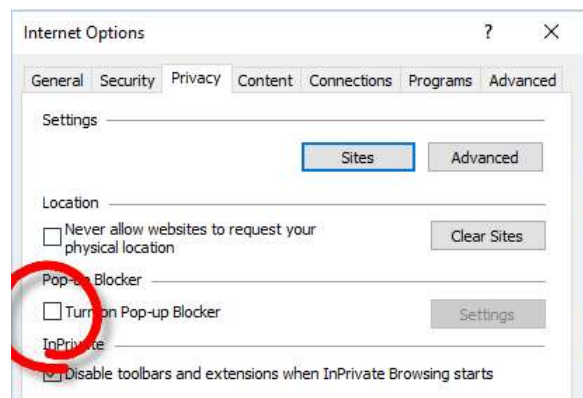 Internet Options ? ✕
General Security Privacy Content Connections Programs Advanced
Settings
Sites Advanced
Location
Never allow websites to request your
physical location
Clear Sites
Pop-up Blocker
Turn on Pop-up Blocker Settings
InPrivate
Disable toolbars and extensions when InPrivate Browsing starts